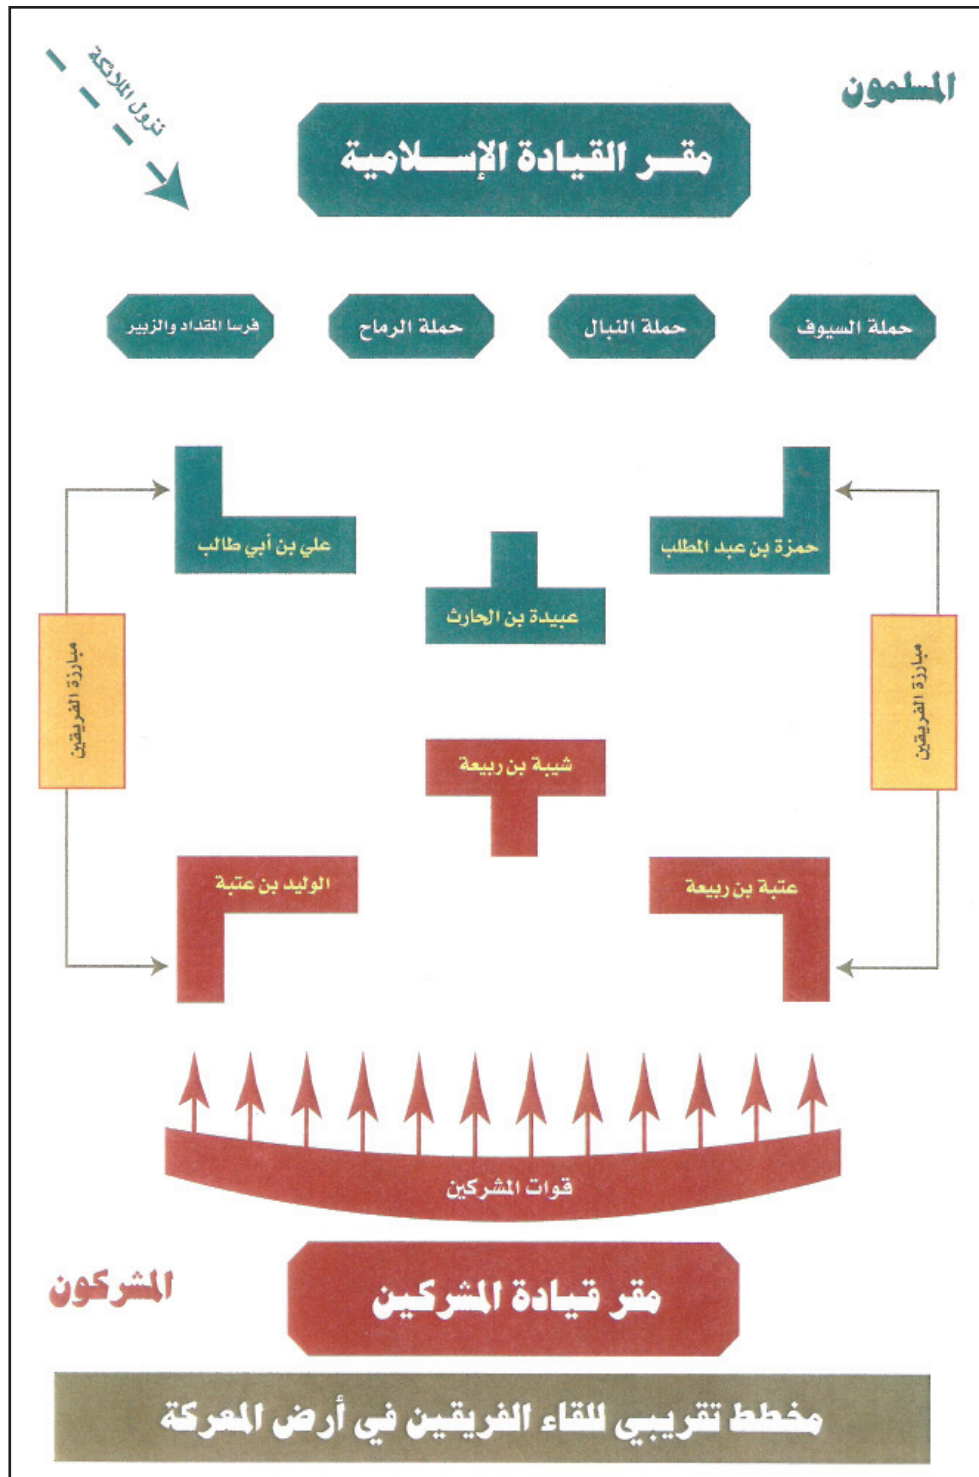 المسلمون
نزول الملائكة
مقر القيادة الإسلامية
حملة السيوف
حملة النبال
حملة الرماح
فرسا المقداد والزبير
حمزة بن عبد المطلب
علي بن أبي طالب
عبيدة بن الحارث
مبارزة الفريقين
مبارزة الفريقين
شيبة بن ربيعة
عتبة بن ربيعة
الوليد بن عتبة
قوات المشركين
المشركون
مقر قيادة المشركين
مخطط تقريبي للقاء الفريقين في أرض المعركة